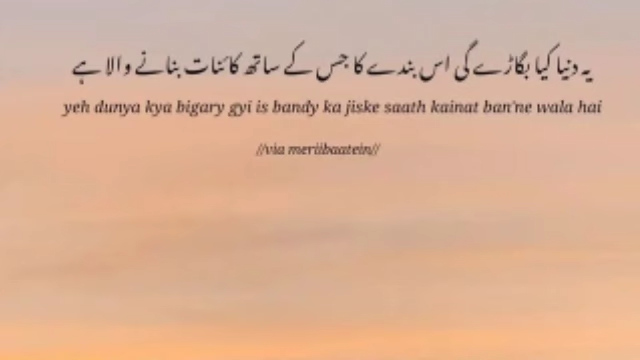 یہ دنیا کیا بگاڑے گی اس بندے کا جس کے ساتھ کائنات بنانے والا ہے
yeh dunya kya bigary gyi is bandy ka jiske saath kainat ban'ne wala hai
//via meriibaatein//